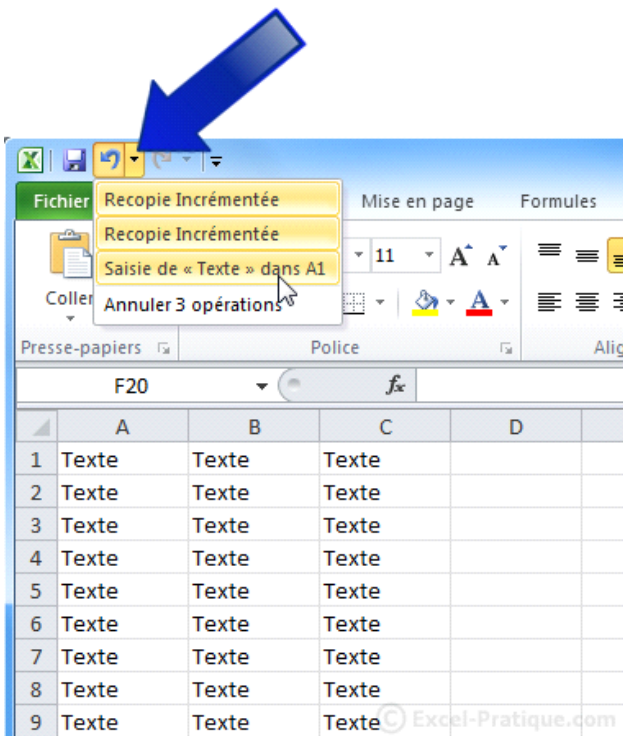 Fichier
Mise en page
Formules
Recopie Incrémentée
Recopie Incrémentée
Saisie de « Texte » dans A1
Annuler 3 opérations
11
A A
Coller
A
Presse-papiers
Police
F20
fx
A B C D
1 Texte Texte Texte
2 Texte Texte Texte
3 Texte Texte Texte
4 Texte Texte Texte
5 Texte Texte Texte
6 Texte Texte Texte
7 Texte Texte Texte
8 Texte Texte Texte
9 Texte Texte Texte
© Excel-Pratique.com